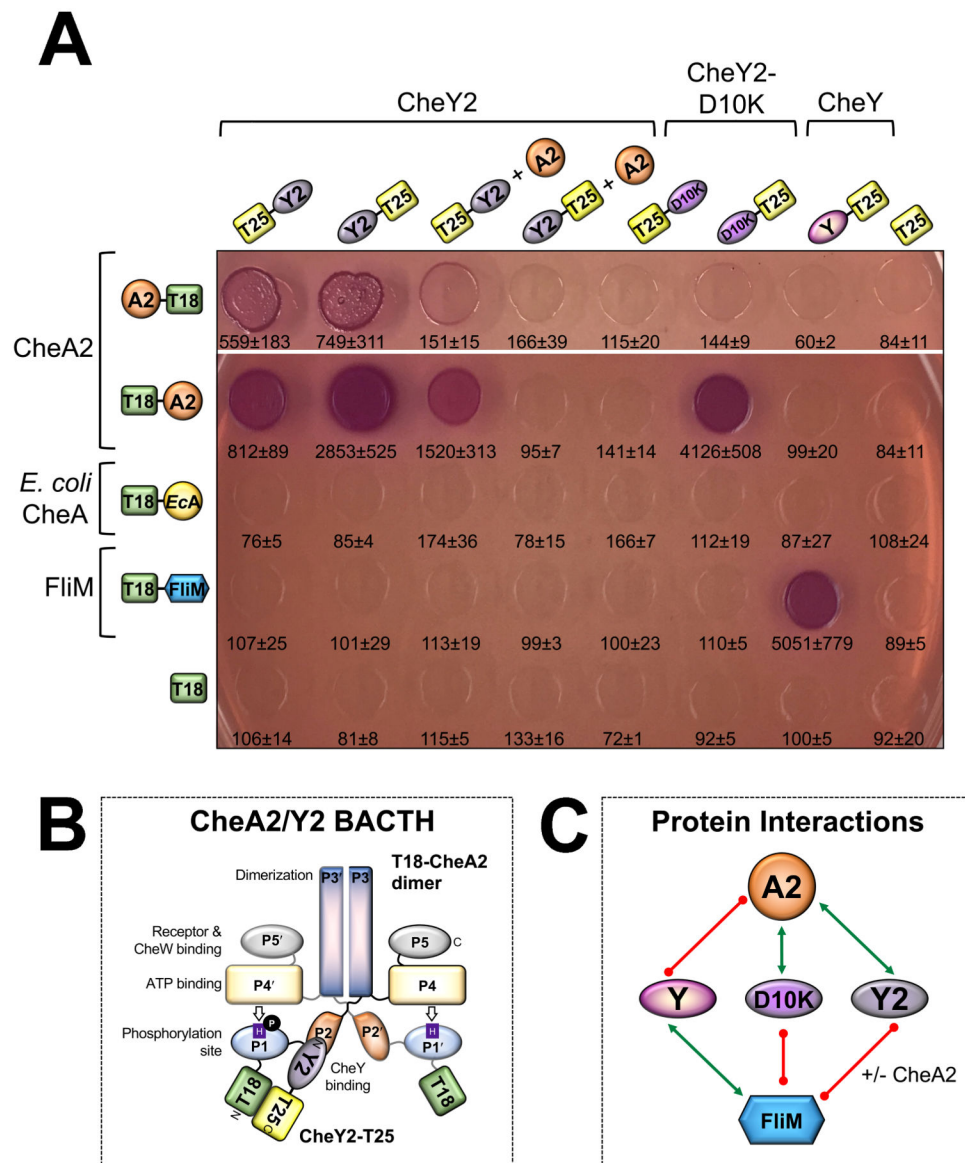 A
CheY2
CheY2-
D10K
CheY
T25 Y2
Y2 T25
T25 Y2 + A2
Y2 T25 + A2
T25 D10K
D10K T25
Y T25
T25
CheA2
A2 T18
559±183 749±311 151±15 166±39 115±20 144±9 60±2 84±11
T18 A2
812±89 2853±525 1520±313 95±7 141±14 4126±508 99±20 84±11
E. coli
CheA
T18 EcA
76±5 85±4 174±36 78±15 166±7 112±19 87±27 108±24
FliM
T18 FliM
107±25 101±29 113±19 99±3 100±23 110±5 5051±779 89±5
T18
106±14 81±8 115±5 133±16 72±1 92±5 100±5 92±20
B
CheA2/Y2 BACTH
T18-CheA2
dimer
Dimerization
P3' P3
Receptor &
CheW binding
P5' P5 C
ATP binding
P4' P4
Phosphorylation
site
H P
P1
P2 P2'
H
P1'
N
Y2
CheY
binding
T18
N
T25
C
T18
CheY2-T25
C
Protein Interactions
A2
Y D10K Y2
+/- CheA2
FliM